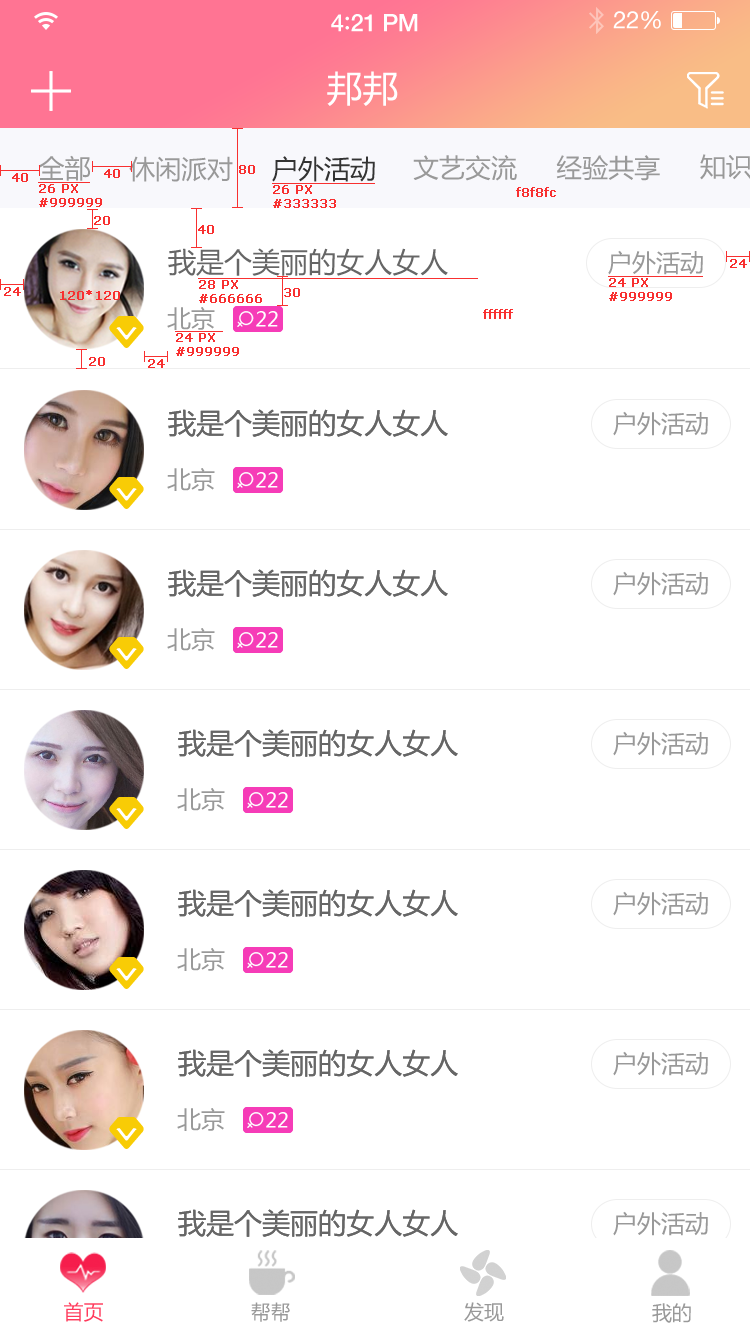 4:21 PM 22%
邦邦
全部 休闲派对 户外活动 文艺交流 经验共享 知识
40 40 80
26 PX 26 PX f8f8fc
#999999 #333333
20 40
我是个美丽的女人女人 户外活动
24
24 120*120 28 PX 30 24 PX
#666666 #999999
北京 22 ffffff
24 PX
#999999
20 24
我是个美丽的女人女人 户外活动
北京 22
我是个美丽的女人女人 户外活动
北京 22
我是个美丽的女人女人 户外活动
北京 22
我是个美丽的女人女人 户外活动
北京 22
我是个美丽的女人女人 户外活动
北京 22
我是个美丽的女人女人 户外活动
首页 帮帮 发现 我的